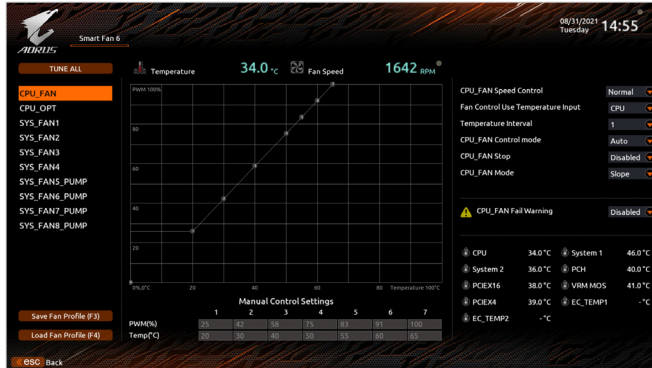 AORUS
Smart Fan 6
08/31/2021
Tuesday
14:55
TUNE ALL
Temperature 34.0 °C Fan Speed 1642 RPM
CPU_FAN
CPU_OPT
SYS_FAN1
SYS_FAN2
SYS_FAN3
SYS_FAN4
SYS_FAN5_PUMP
SYS_FAN6_PUMP
SYS_FAN7_PUMP
SYS_FAN8_PUMP
Save Fan Profile (F3)
Load Fan Profile (F4)
PWM 100%
80
60
40
20
0%,0°C 20 40 60 80 Temperature 100°C
Manual Control Settings
1 2 3 4 5 6 7
PWM(%) 25 42 58 75 83 91 100
Temp(°C) 20 30 40 50 55 60 65
CPU_FAN Speed Control Normal
Fan Control Use Temperature Input CPU
Temperature Interval 1
CPU_FAN Control mode Auto
CPU_FAN Stop Disabled
CPU_FAN Mode Slope
CPU_FAN Fail Warning Disabled
CPU 34.0°C System 1 46.0°C
System 2 36.0°C PCH 40.0°C
PCIEX16 38.0°C VRM MOS 41.0°C
PCIEX4 39.0°C EC_TEMP1 -°C
EC_TEMP2 -°C
esc Back